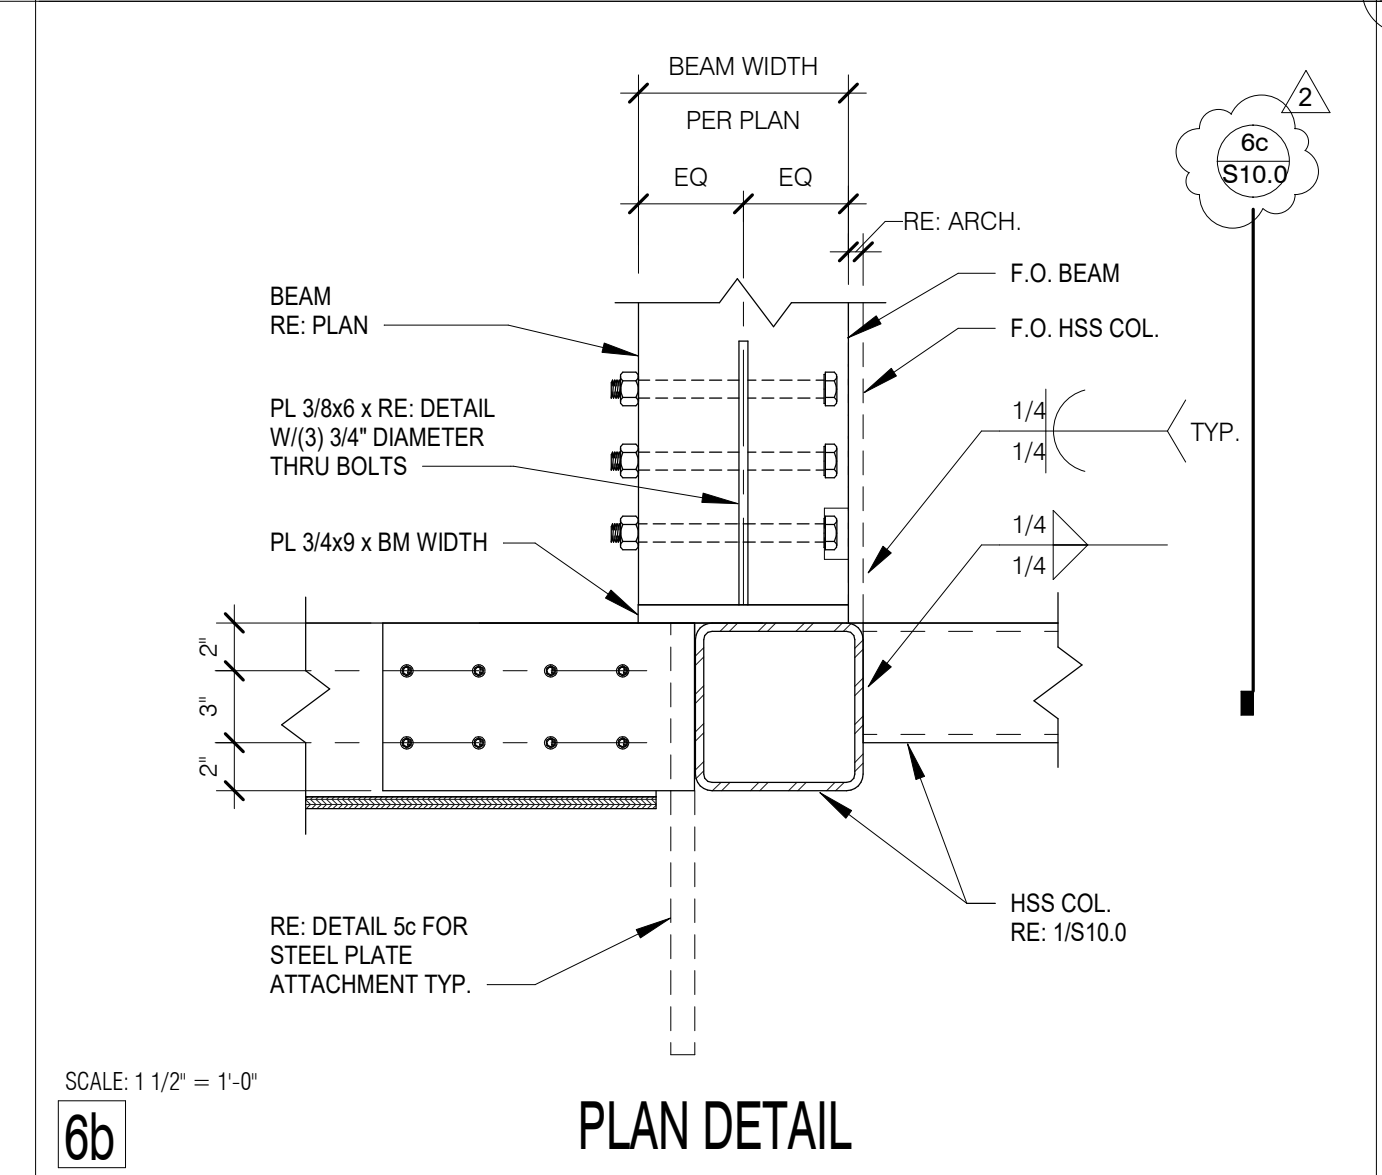 BEAM WIDTH
PER PLAN
EQ
EQ
2
6c
S10.0
RE: ARCH.
F.O. BEAM
F.O. HSS COL.
BEAM
RE: PLAN
PL 3/8x6 x RE: DETAIL
W/(3) 3/4" DIAMETER
THRU BOLTS
PL 3/4x9 x BM WIDTH
1/4
1/4
TYP.
1/4
1/4
2"
3"
2"
HSS COL.
RE: 1/S10.0
RE: DETAIL 5c FOR
STEEL PLATE
ATTACHMENT TYP.
SCALE: 1 1/2" = 1'-0"
6b
PLAN DETAIL